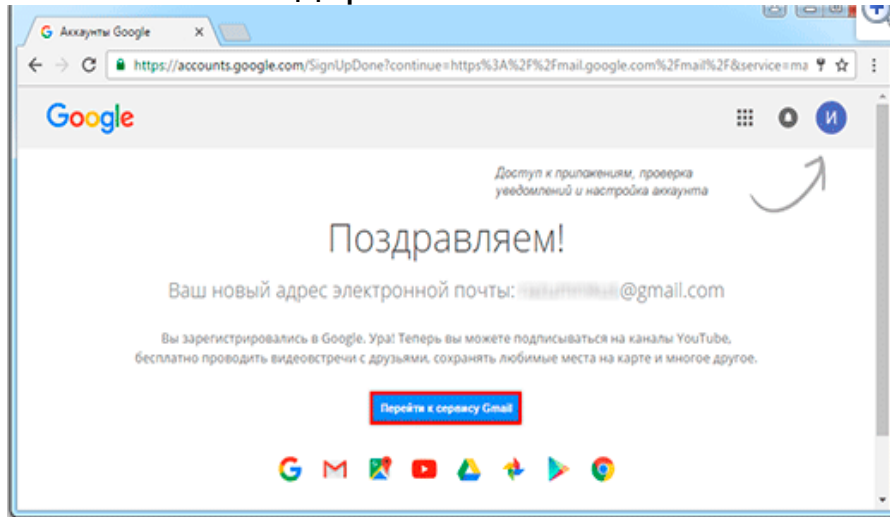 Аккаунты Google
https://accounts.google.com/SignUpDone?continue=https%3A%2F%2Fmail.google.com%2Fmail%2F&service=ma
Google
И
Доступ к приложениям, проверка
уведомлений и настройка аккаунта
Поздравляем!
Ваш новый адрес электронной почты: @gmail.com
Вы зарегистрировались в Google. Ура! Теперь вы можете подписываться на каналы YouTube,
бесплатно проводить видеовстречи с друзьями, сохранять любимые места на карте и многое другое.
Перейти к сервису Gmail